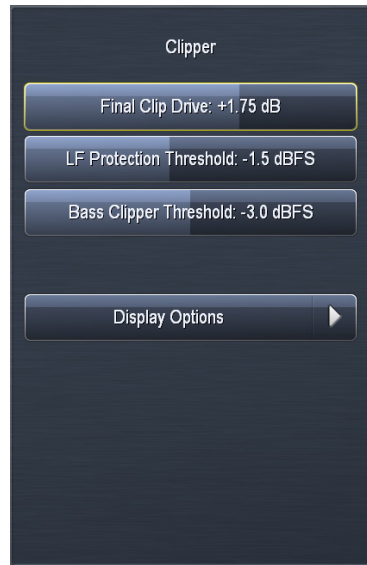 Clipper
Final Clip Drive: +1.75 dB
LF Protection Threshold: -1.5 dBFS
Bass Clipper Threshold: -3.0 dBFS
Display Options